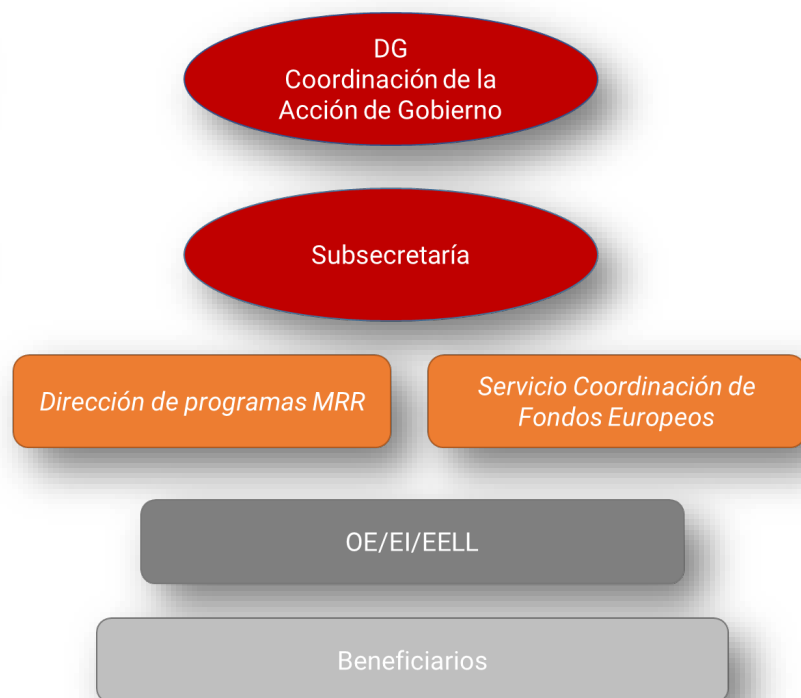 DG
Coordinación de la
Acción de Gobierno
Subsecretaría
Dirección de programas MRR
Servicio Coordinación de
Fondos Europeos
OE/EI/EELL
Beneficiarios